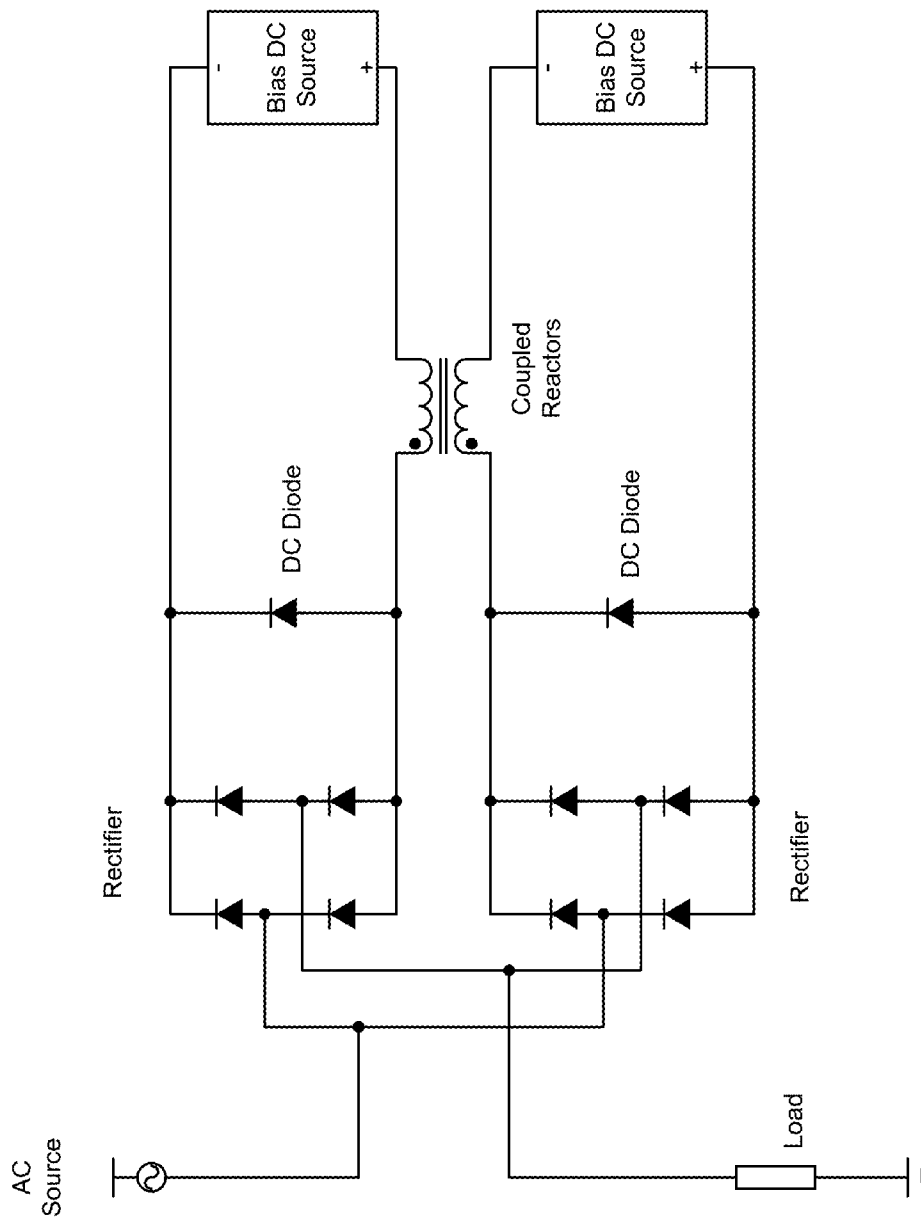 AC
Source
Rectifier
-
DC Diode
Bias DC
Source
+
Coupled
Reactors
-
DC Diode
Bias DC
Source
+
Load
Rectifier